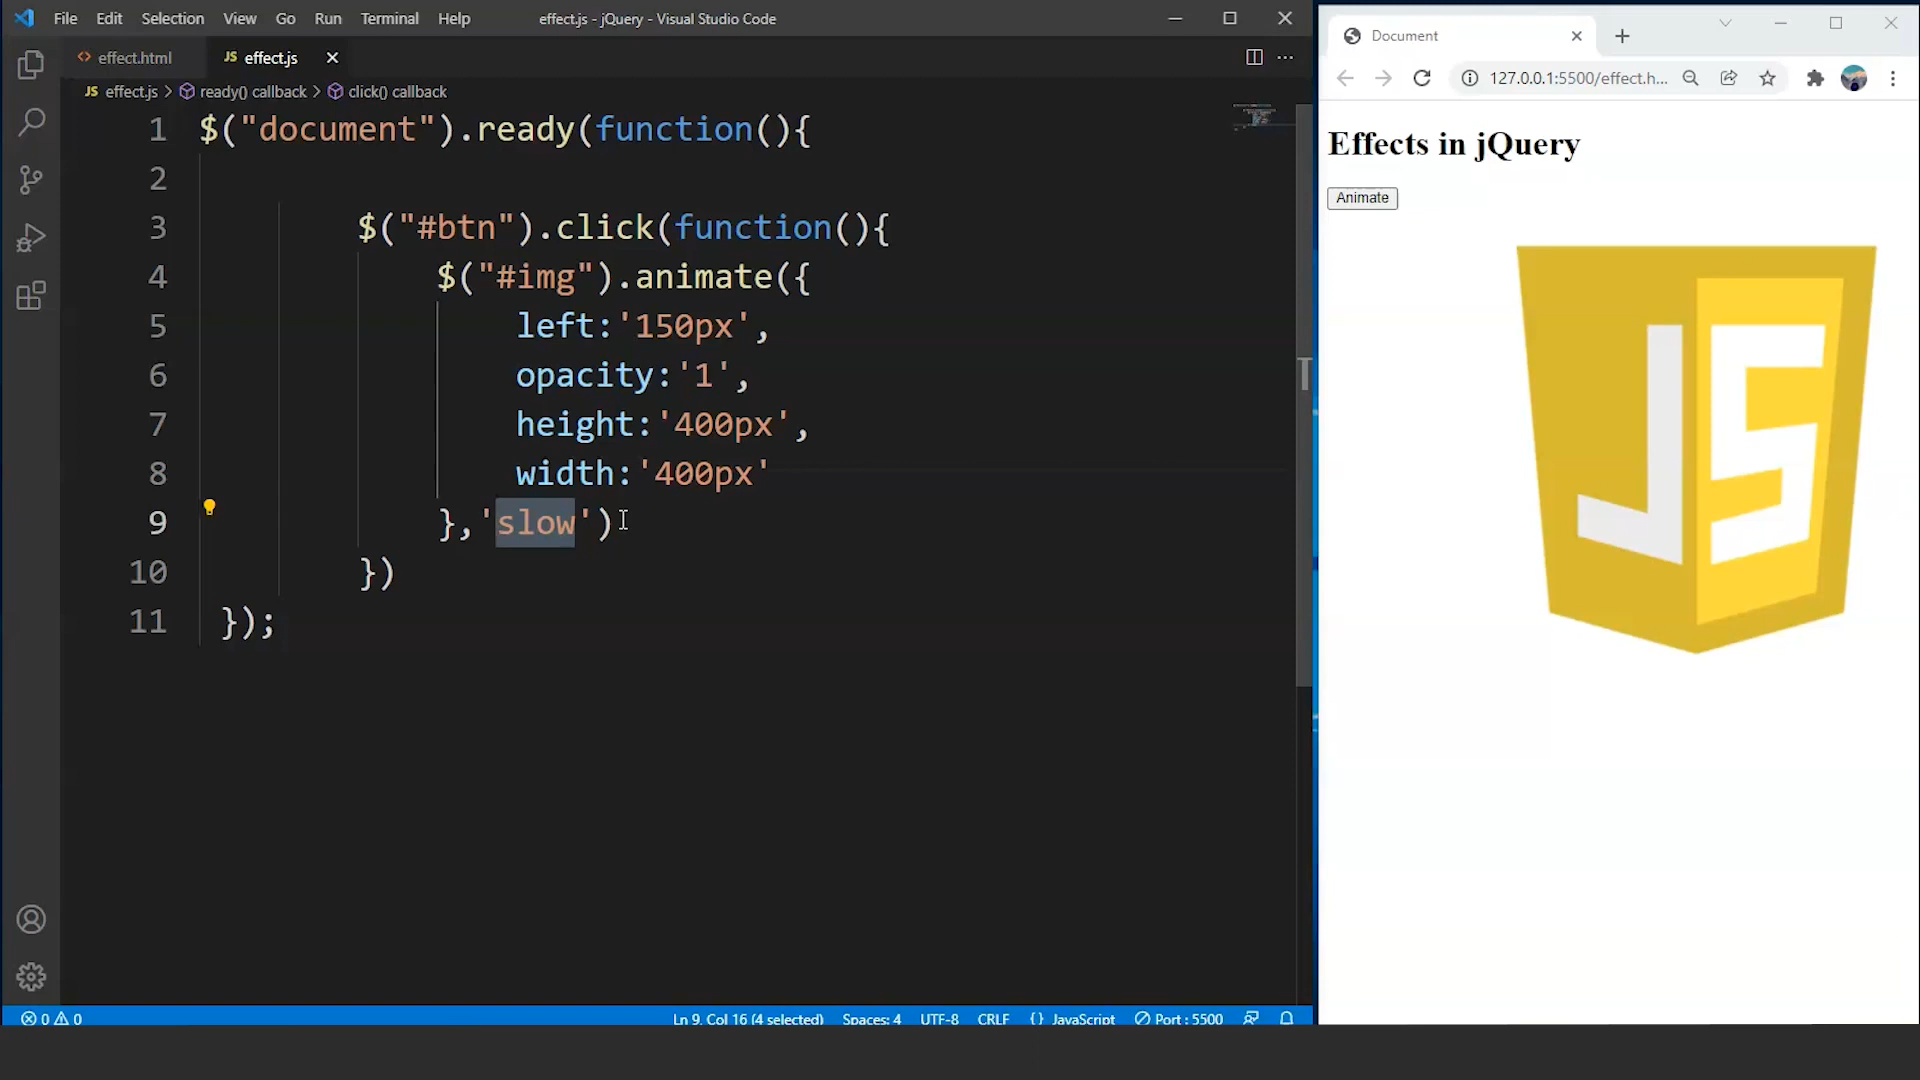 File Edit Selection View Go Run Terminal Help effect.js - jQuery - Visual Studio Code
effect.html JS effect.js
JS effect.js > ready() callback > click() callback
1 $("document").ready(function(){
2
3 $("#btn").click(function(){
4 $("#img").animate({
5 left:'150px',
6 opacity:'1',
7 height:'400px',
8 width:'400px'
9 },'slow')
10 })
11 });
0 0 Ln 9, Col 16 (4 selected) Spaces: 4 UTF-8 CRLF {} JavaScript Port : 5500
Document
127.0.0.1:5500/effect.h...
Effects in jQuery
Animate
JS